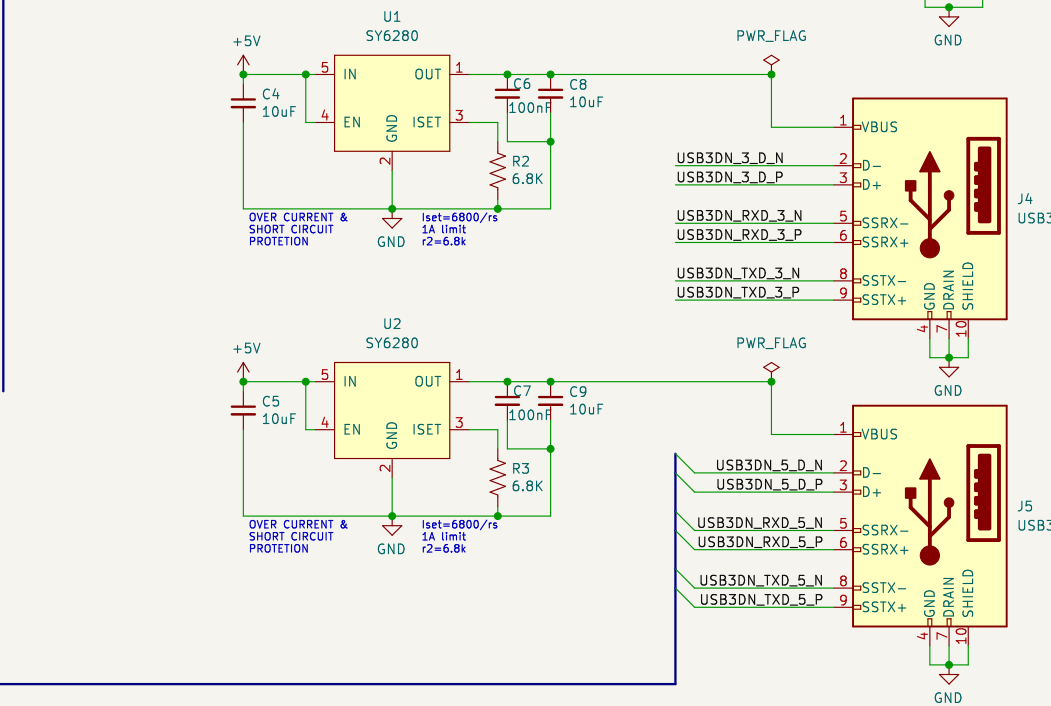 GND
U1
SY6280
+5V
5 IN
OUT 1
4 EN
GND
ISET 3
2
C4
10uF
C6
100nF
C8
10uF
R2
6.8K
OVER CURRENT &
SHORT CIRCUIT
PROTETION
GND
Iset=6800/rs
1A limit
r2=6.8k
PWR_FLAG
1 VBUS
USB3DN_3_D_N 2 D-
USB3DN_3_D_P 3 D+
USB3DN_RXD_3_N 5 SSRX-
USB3DN_RXD_3_P 6 SSRX+
USB3DN_TXD_3_N 8 SSTX-
USB3DN_TXD_3_P 9 SSTX+
GND
DRAIN
SHIELD
4
7
10
J4
USB3
GND
U2
SY6280
+5V
5 IN
OUT 1
4 EN
GND
ISET 3
2
C5
10uF
C7
100nF
C9
10uF
R3
6.8K
OVER CURRENT &
SHORT CIRCUIT
PROTETION
GND
Iset=6800/rs
1A limit
r2=6.8k
PWR_FLAG
1 VBUS
USB3DN_5_D_N 2 D-
USB3DN_5_D_P 3 D+
USB3DN_RXD_5_N 5 SSRX-
USB3DN_RXD_5_P 6 SSRX+
USB3DN_TXD_5_N 8 SSTX-
USB3DN_TXD_5_P 9 SSTX+
GND
DRAIN
SHIELD
4
7
10
J5
USB3
GND